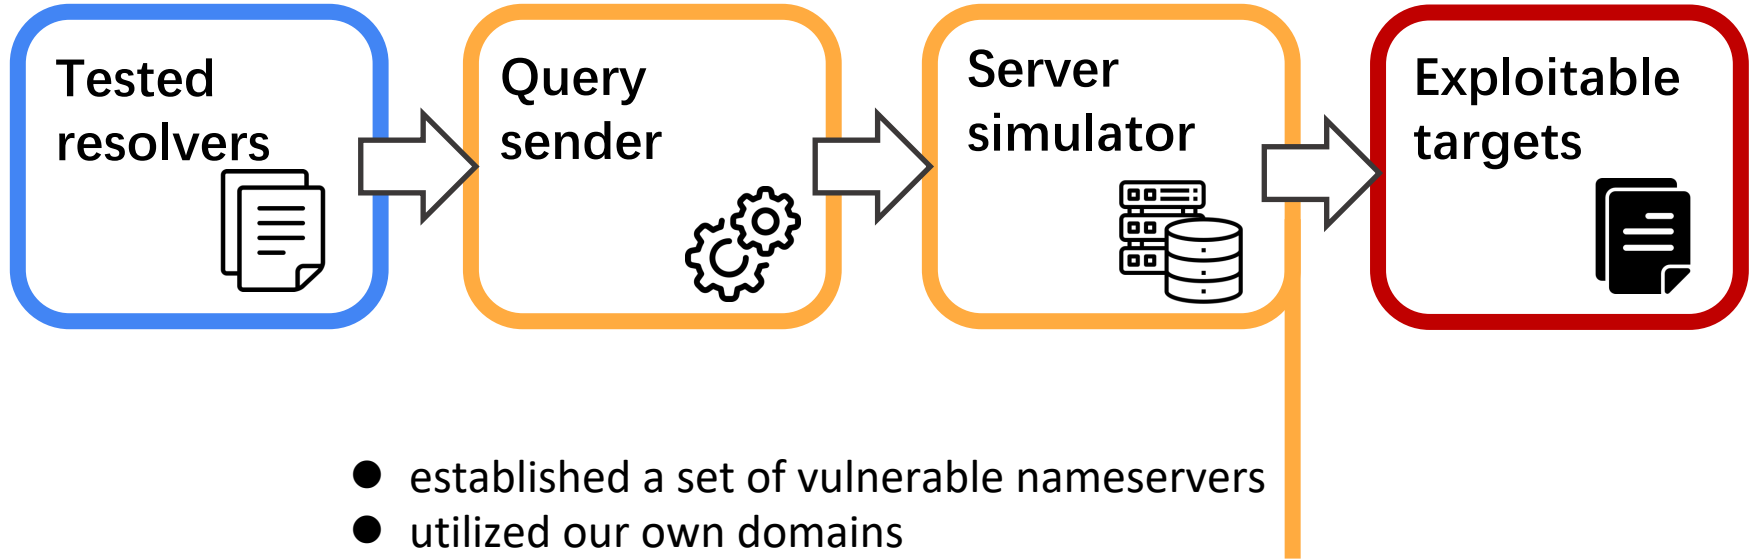 Tested
resolvers
Query
sender
Server
simulator
Exploitable
targets
● established a set of vulnerable nameservers
● utilized our own domains